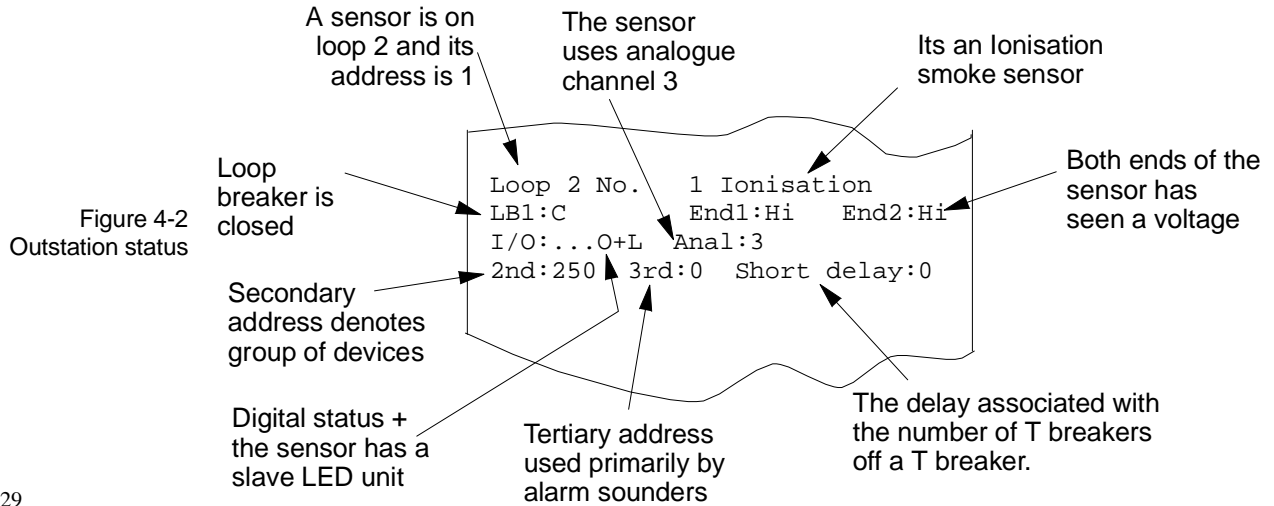 A sensor is on
loop 2 and its
address is 1
The sensor
uses analogue
channel 3
Its an Ionisation
smoke sensor
Loop
breaker is
closed
Both ends of the
sensor has
seen a voltage
Figure 4-2
Outstation status
Loop 2 No. 1 Ionisation
LB1:C End1:Hi End2:Hi
I/O:...O+L Anal:3
2nd:250 3rd:0 Short delay:0
Secondary
address denotes
group of devices
Digital status +
the sensor has a
slave LED unit
Tertiary address
used primarily by
alarm sounders
The delay associated with
the number of T breakers
off a T breaker.
29